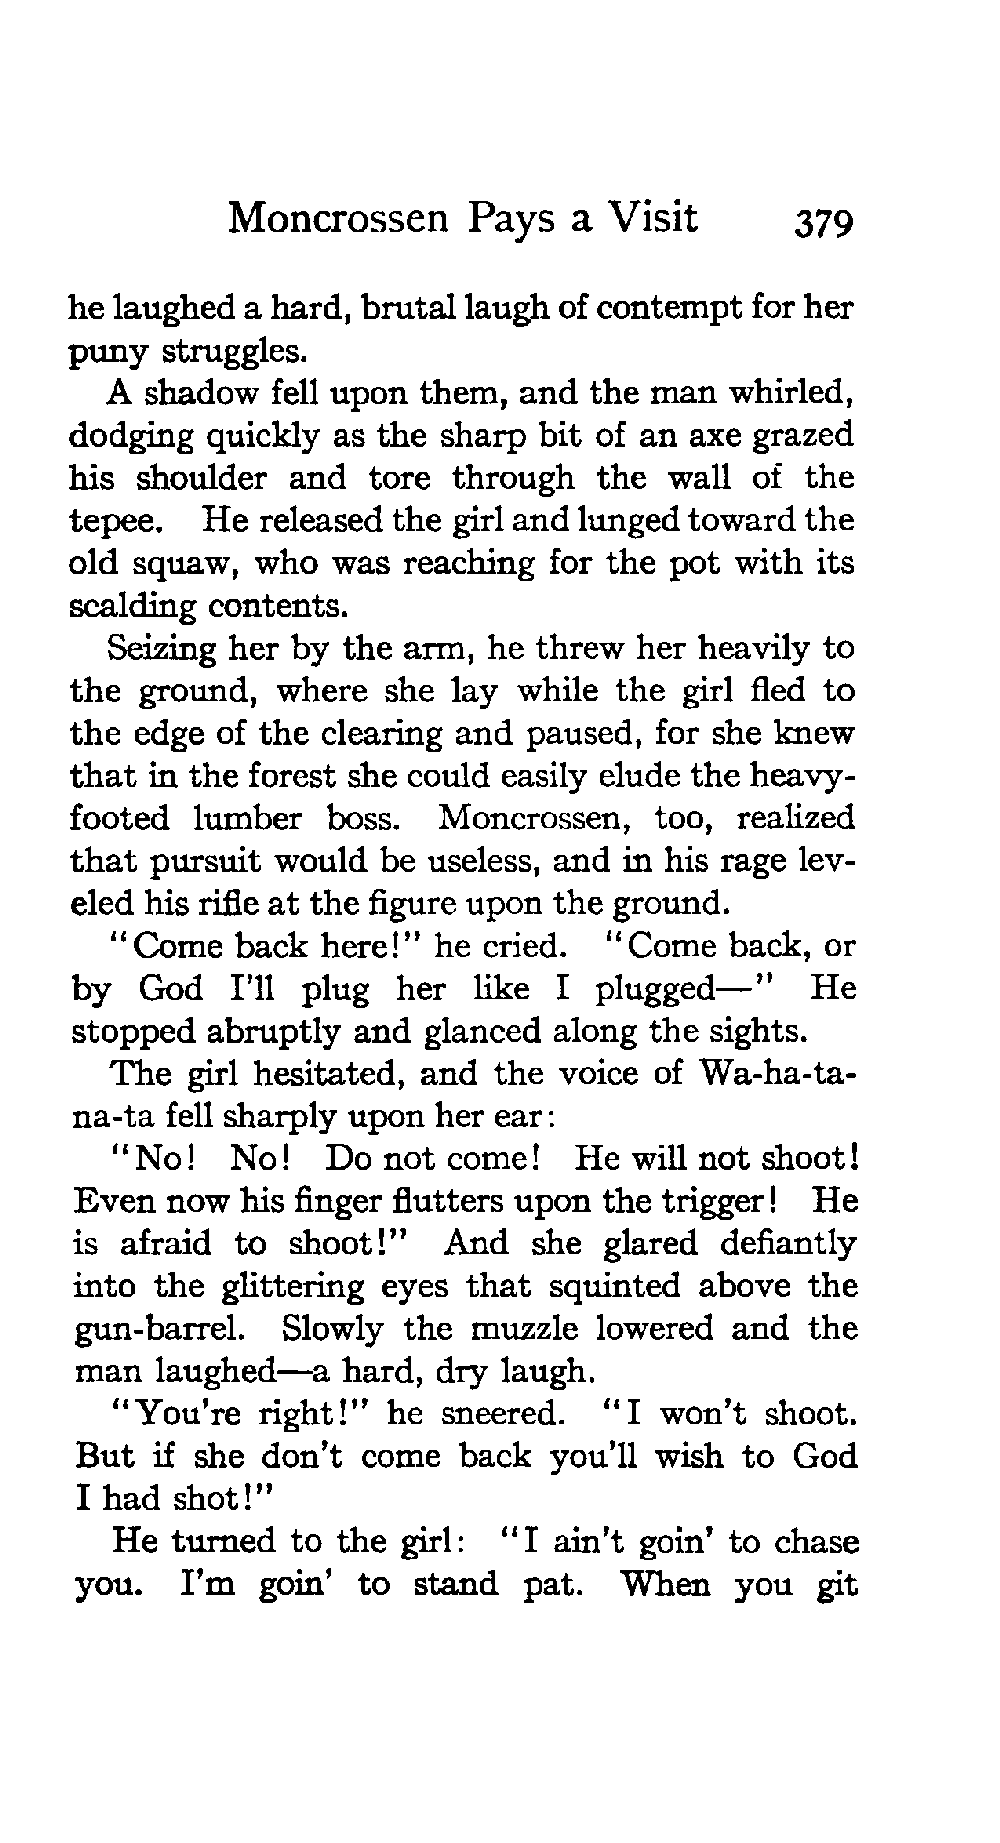 Moncrossen Pays a Visit 379
he laughed a hard, brutal laugh of contempt for her
puny struggles.
A shadow fell upon them, and the man whirled,
dodging quickly as the sharp bit of an axe grazed
his shoulder and tore through the wall of the
tepee. He released the girl and lunged toward the
old squaw, who was reaching for the pot with its
scalding contents.
Seizing her by the arm, he threw her heavily to
the ground, where she lay while the girl fled to
the edge of the clearing and paused, for she knew
that in the forest she could easily elude the heavy-
footed lumber boss. Moncrossen, too, realized
that pursuit would be useless, and in his rage lev-
eled his rifle at the figure upon the ground.
"Come back here!" he cried. "Come back, or
by God I'll plug her like I plugged—" He
stopped abruptly and glanced along the sights.
The girl hesitated, and the voice of Wa-ha-ta-
na-ta fell sharply upon her ear:
"No! No! Do not come! He will not shoot!
Even now his finger flutters upon the trigger! He
is afraid to shoot!" And she glared defiantly
into the glittering eyes that squinted above the
gun-barrel. Slowly the muzzle lowered and the
man laughed—a hard, dry laugh.
"You're right!" he sneered. "I won't shoot.
But if she don't come back you'll wish to God
I had shot!"
He turned to the girl: "I ain't goin' to chase
you. I'm goin' to stand pat. When you git